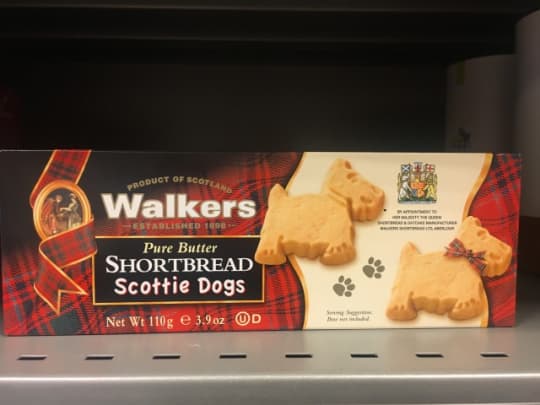 PRODUCT OF SCOTLAND
Walkers
ESTABLISHED 1898
Pure Butter
SHORTBREAD
Scottie Dogs
Net Wt 110g e 3.9oz U D
BY APPOINTMENT TO
HER MAJESTY THE QUEEN
SHORTBREAD & OATCAKE MANUFACTURER
WALKERS SHORTBREAD LTD, ABERLOUR
Serving Suggestion.
Bow not included.